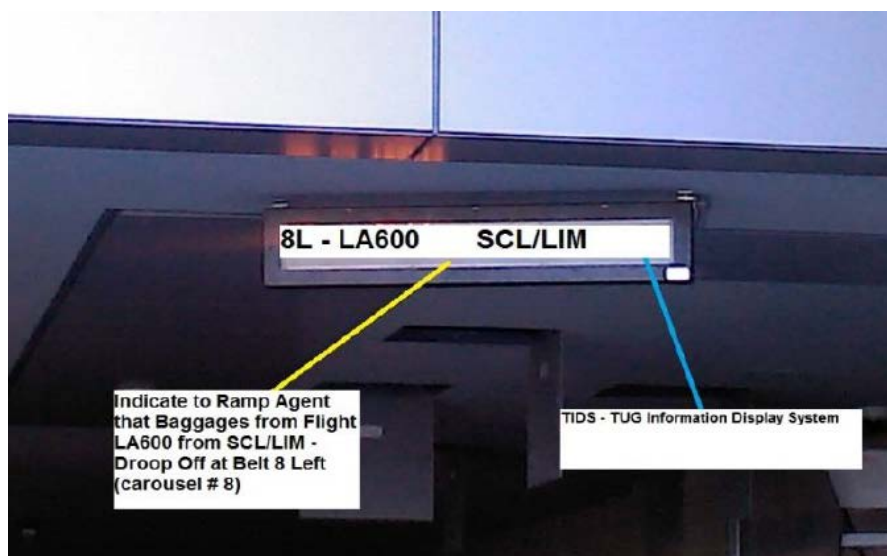 8L - LA600 SCL/LIM
Indicate to Ramp Agent
that Baggages from Flight
LA600 from SCL/LIM -
Droop Off at Belt 8 Left
(carousel # 8)
TIDS - TUG Information Display System